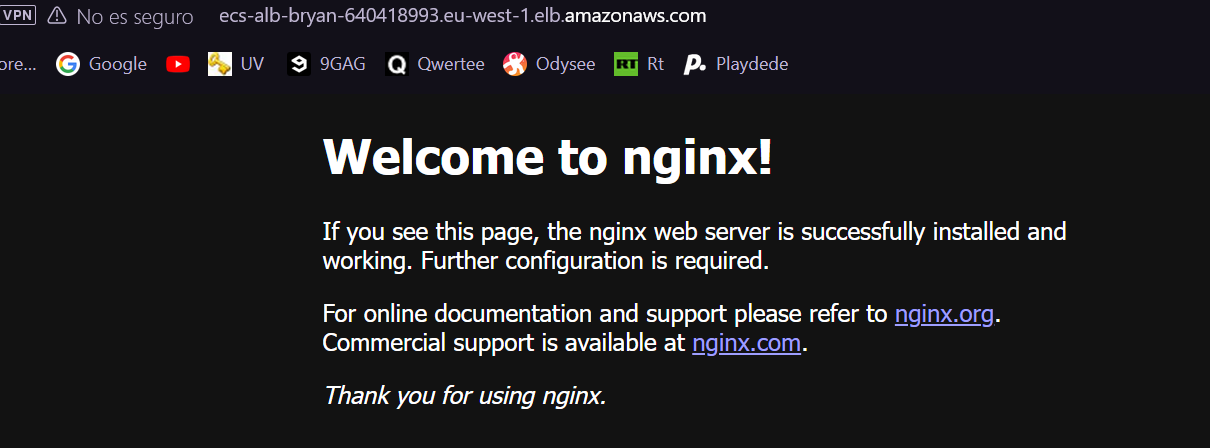 VPN No es seguro ecs-alb-bryan-640418993.eu-west-1.elb.amazonaws.com
ore... Google UV 9GAG Qwertee Odysee RT Rt Playdede
Welcome to nginx!
If you see this page, the nginx web server is successfully installed and
working. Further configuration is required.
For online documentation and support please refer to nginx.org.
Commercial support is available at nginx.com.
Thank you for using nginx.